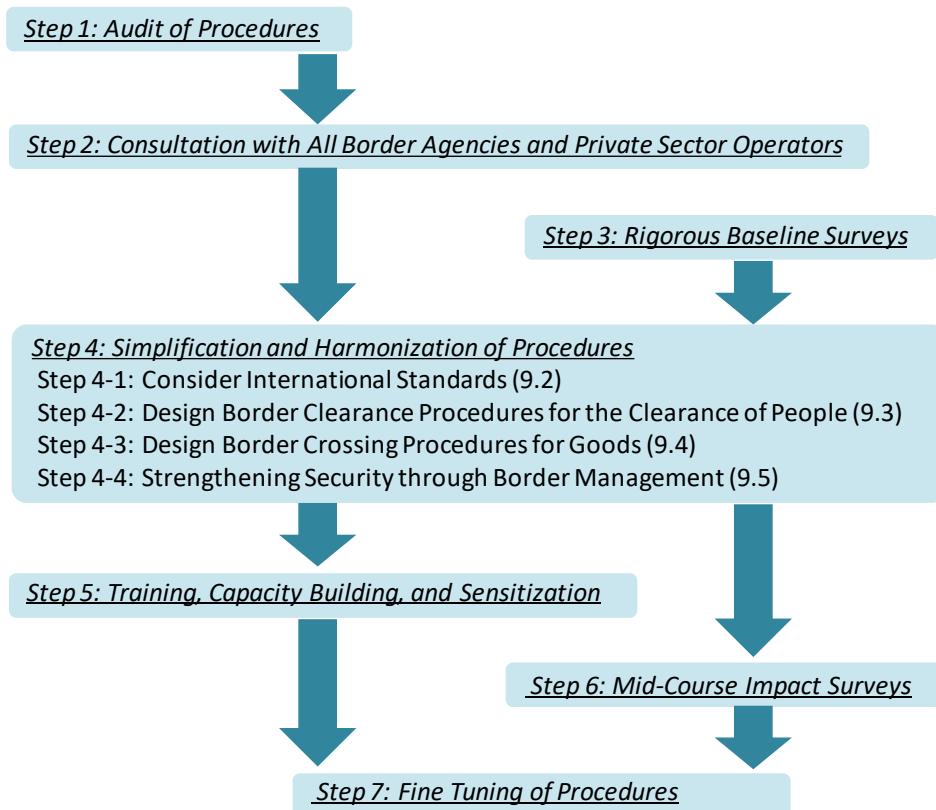 Step 1: Audit of Procedures
Step 2: Consultation with All Border Agencies and Private Sector Operators
Step 3: Rigorous Baseline Surveys
Step 4: Simplification and Harmonization of Procedures
Step 4-1: Consider International Standards (9.2)
Step 4-2: Design Border Clearance Procedures for the Clearance of People (9.3)
Step 4-3: Design Border Crossing Procedures for Goods (9.4)
Step 4-4: Strengthening Security through Border Management (9.5)
Step 5: Training, Capacity Building, and Sensitization
Step 6: Mid-Course Impact Surveys
Step 7: Fine Tuning of Procedures